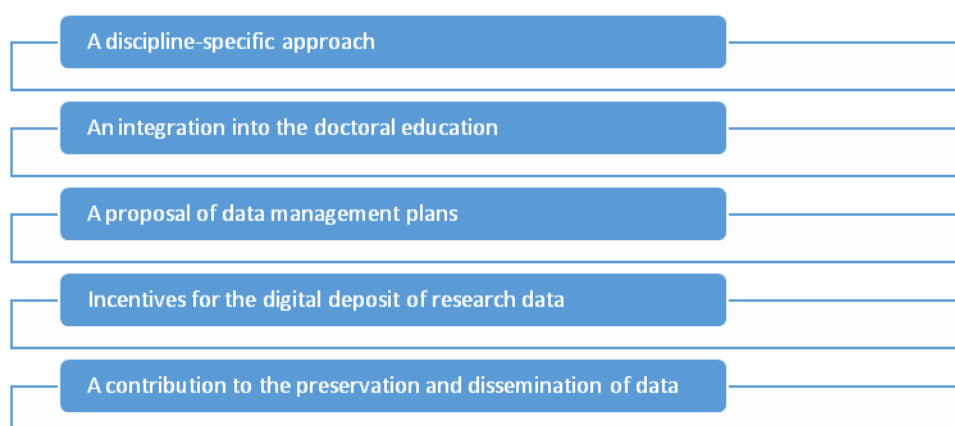 A discipline-specific approach
An integration into the doctoral education
A proposal of data management plans
Incentives for the digital deposit of research data
A contribution to the preservation and dissemination of data